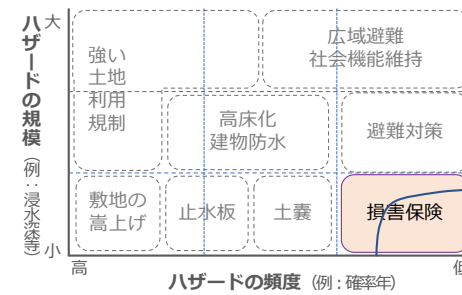 大
ハザードの規模
（例：浸水深等）
小
強い
土地
利用
規制
広域避難
社会機能維持
高床化
建物防水
避難対策
敷地の
嵩上げ
止水板
土嚢
損害保険
高
低
ハザードの頻度（例：確率年）